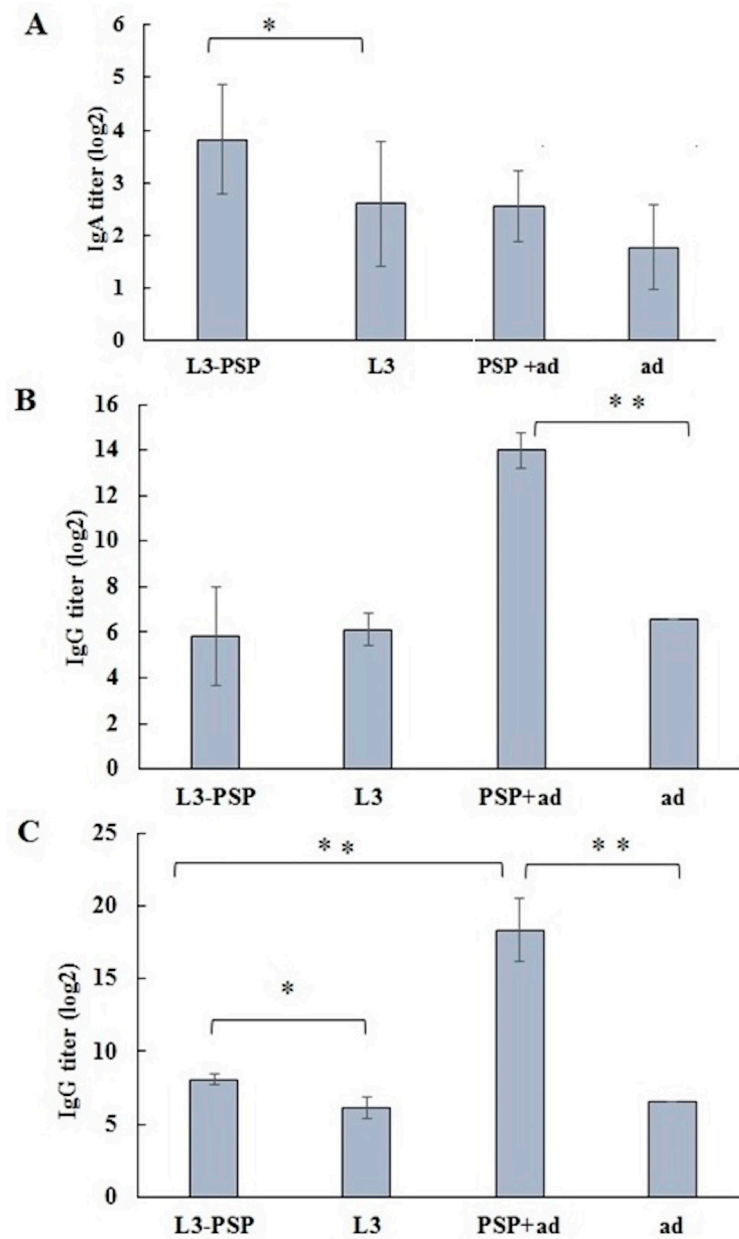 A
*
IgA titer (log2)
6
5
4
3
2
1
0
L3-PSP L3 PSP +ad ad
B
* *
IgG titer (log2)
16
14
12
10
8
6
4
2
0
L3-PSP L3 PSP+ad ad
C
* * * *
*
IgG titer (log2)
25
20
15
10
5
0
L3-PSP L3 PSP+ad ad